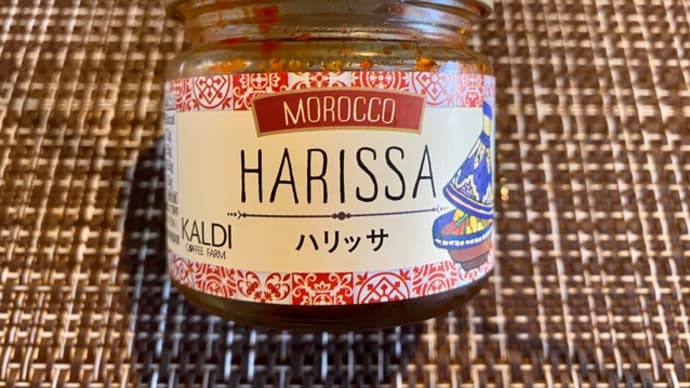 MOROCCO
HARISSA
ハリッサ
KALDI
COFFEE FARM